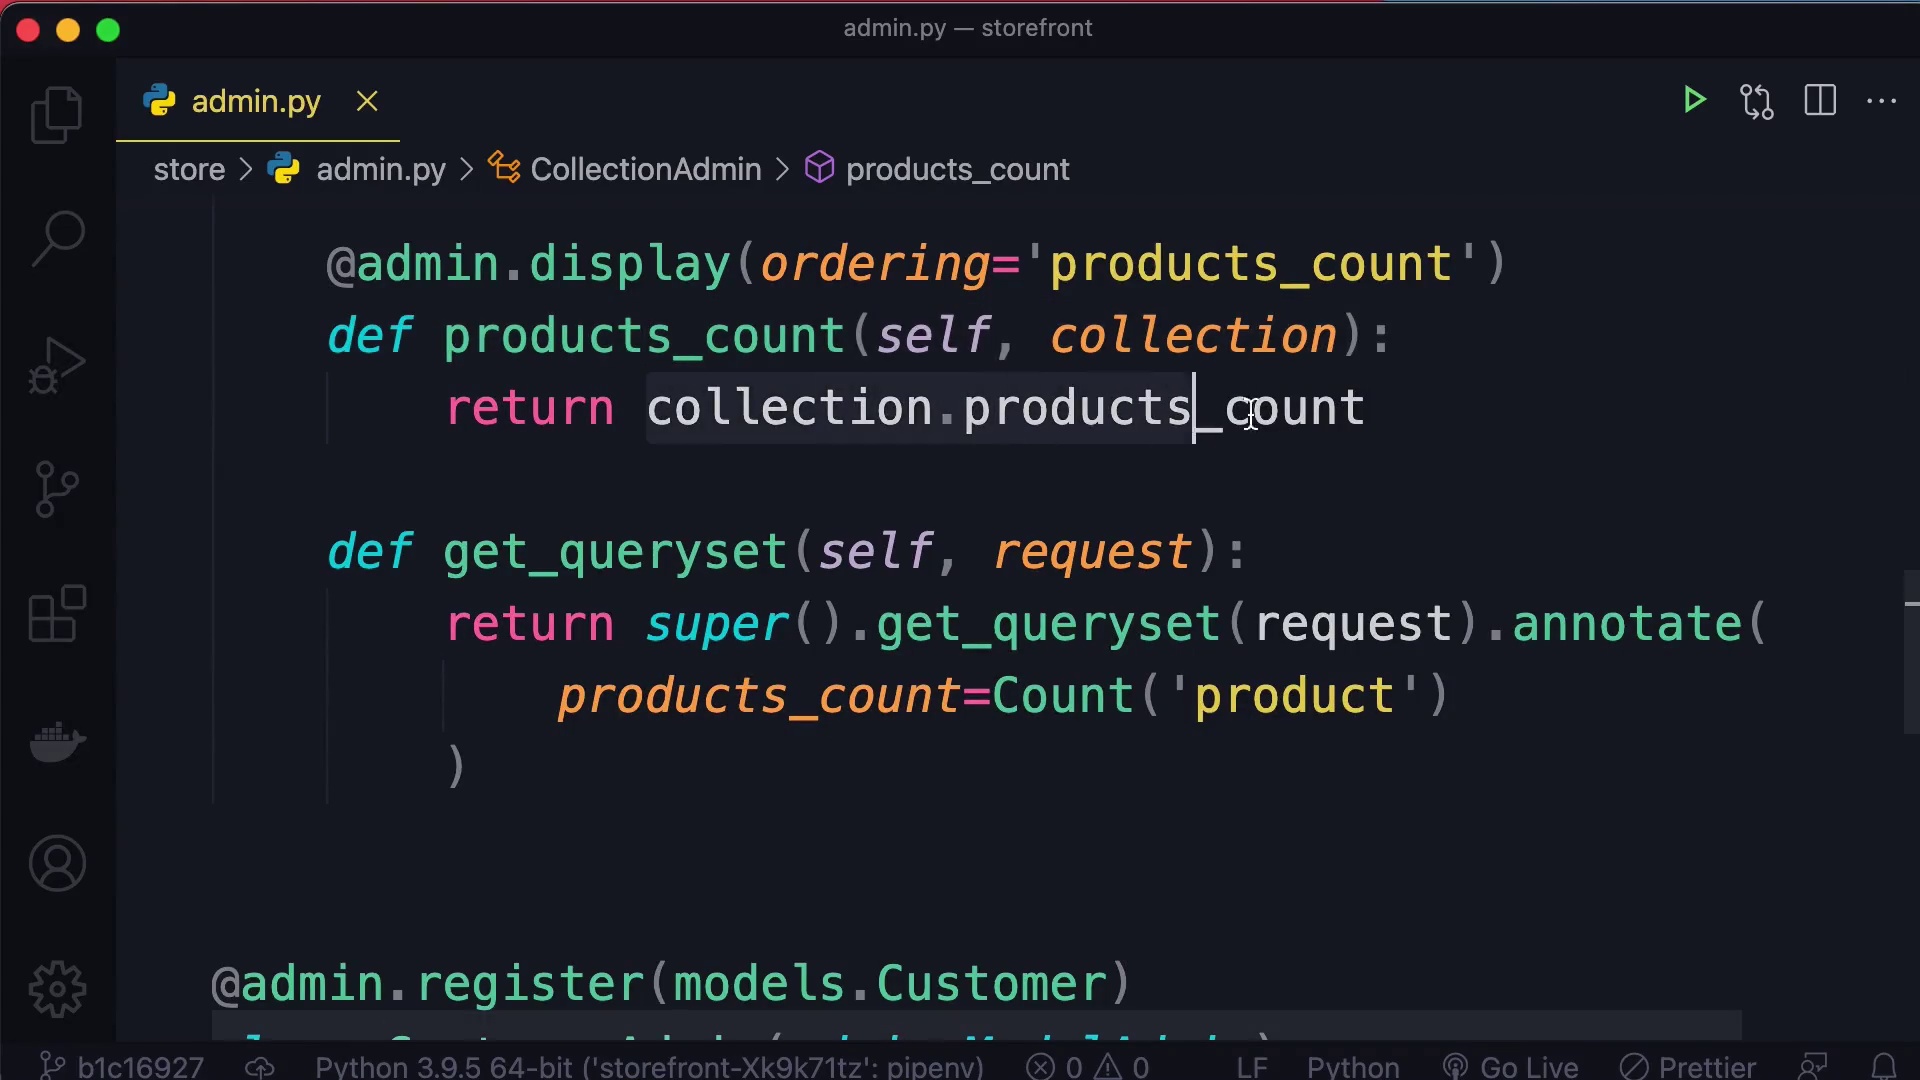 admin.py — storefront
admin.py
store > admin.py > CollectionAdmin > products_count
@admin.display(ordering='products_count')
def products_count(self, collection):
return collection.products_count
def get_queryset(self, request):
return super().get_queryset(request).annotate(
products_count=Count('product')
)
@admin.register(models.Customer)
b1c16927 Python 3.9.5 64-bit ('storefront-Xk9k71tz': pipenv) 0 0 LF Python Go Live Prettier